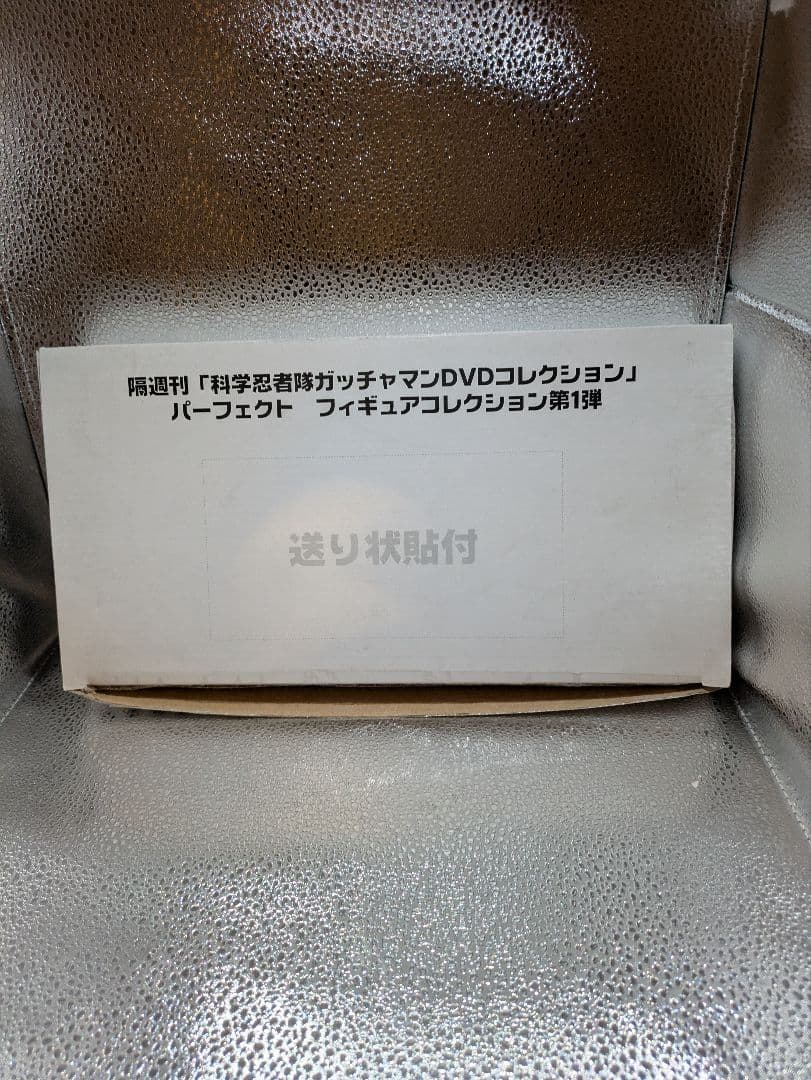 隔週刊「科学忍者隊ガッチャマンDVDコレクション」
パーフェクト　フィギュアコレクション第1弾
送り状貼付